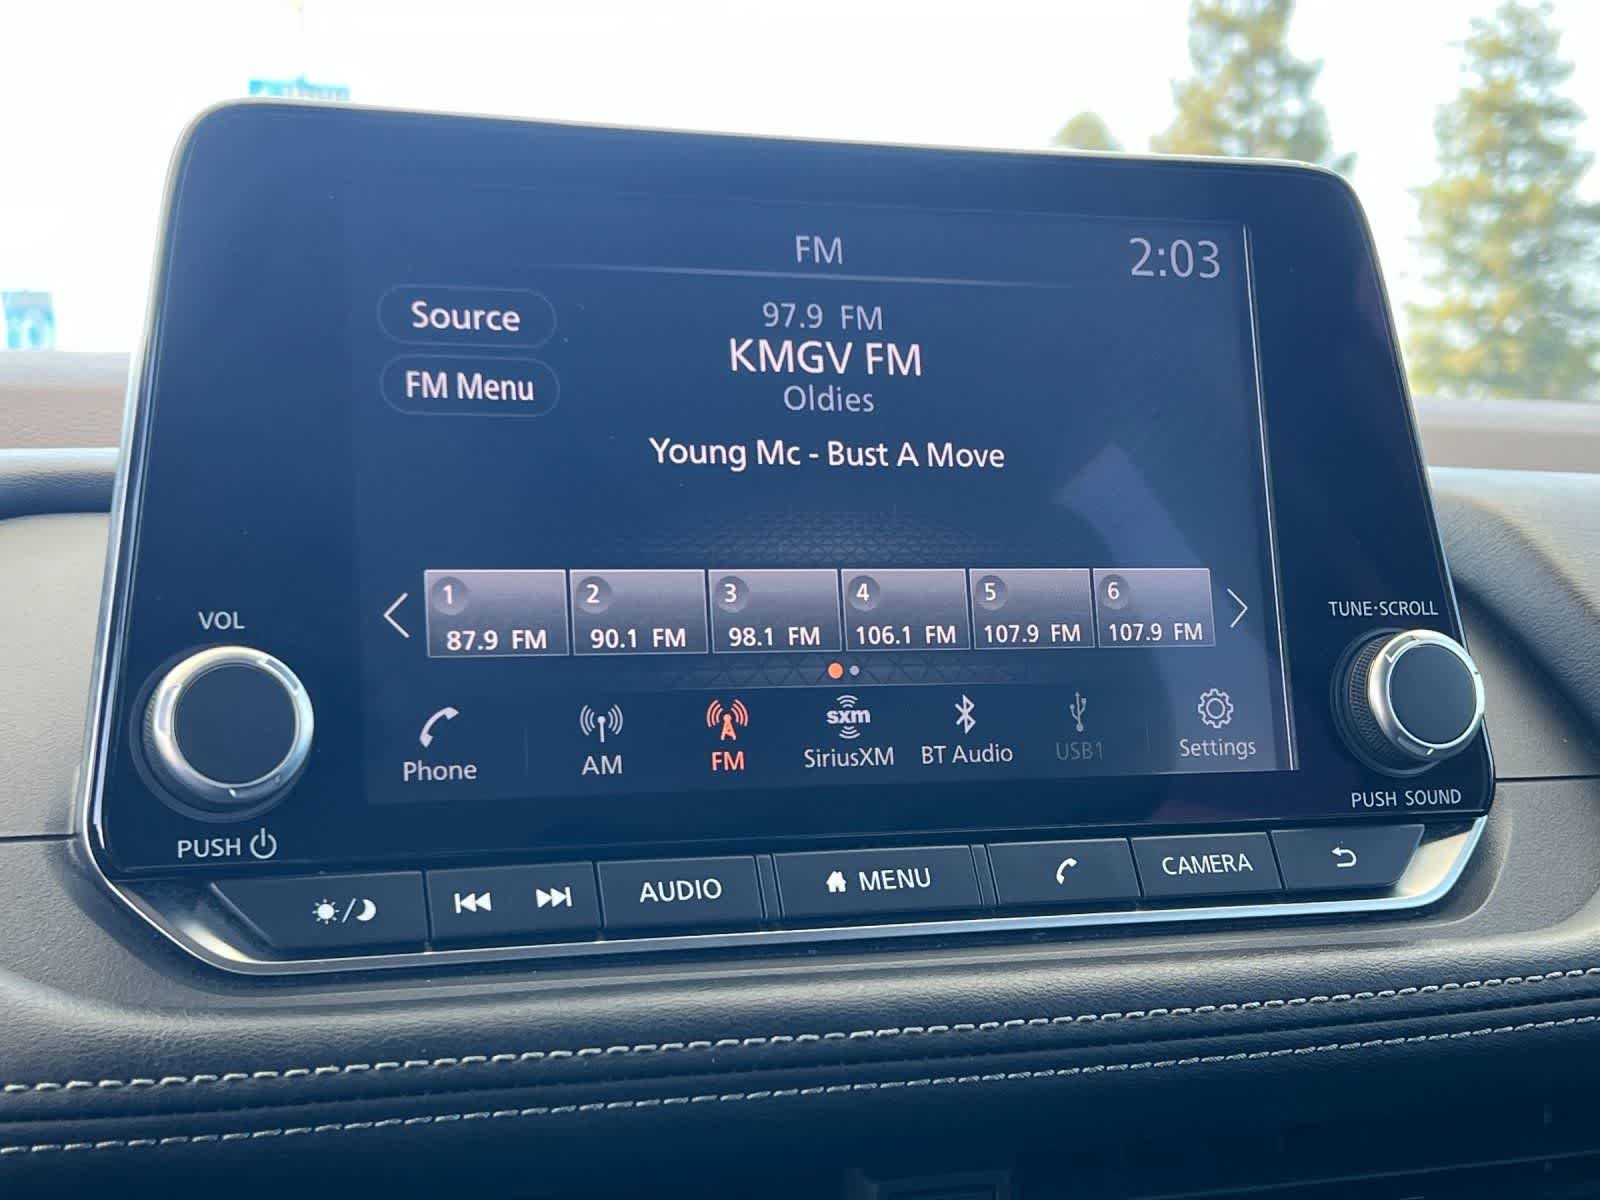 FM
2:03
Source
97.9 FM
KMGV FM
FM Menu
Oldies
Young Mc - Bust A Move
1
2
3
4
5
6
87.9 FM
90.1 FM
98.1 FM
106.1 FM
107.9 FM
107.9 FM
VOL
TUNE·SCROLL
sxm
Phone
AM
FM
SiriusXM
BT Audio
USB1
Settings
PUSH
PUSH SOUND
AUDIO
MENU
CAMERA